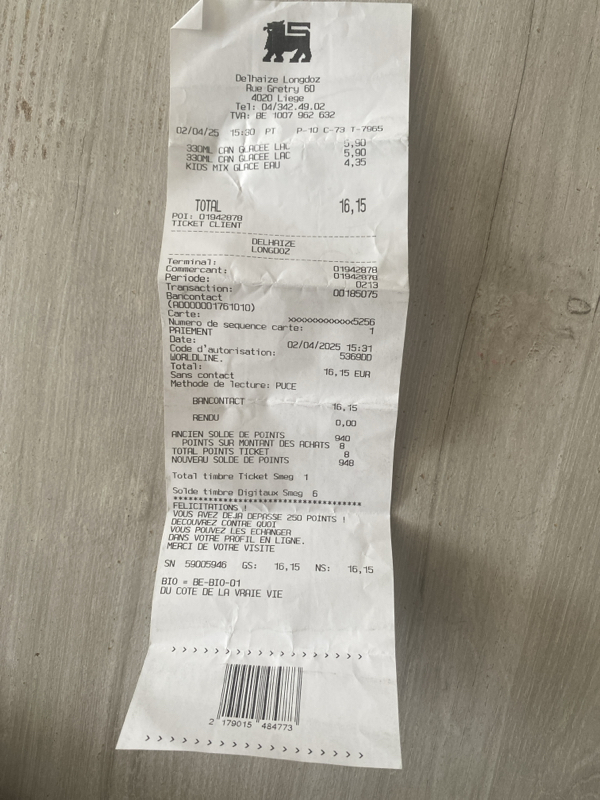 Delhaize Longdoz
Rue Gretry 60
4020 Liege
Tel: 04/342.49.02
TVA: BE 1007 962 632
02/04/25 15:30 PT P-10 C-73 T-7965
330ML CAN GLACEE LAC 5,90
330ML CAN GLACEE LAC 5,90
KIDS MIX GLACE EAU 4,35
TOTAL 16,15
POI: 01942878
TICKET CLIENT
DELHAIZE
LONGDOZ
Terminal: 01942878
Commercant: 01942878
Periode: 0213
Transaction: 00185075
Bancontact
(A0000001761010)
Carte: xxxxxxxxxxxxx5256
Numero de sequence carte: 1
PAIEMENT
Date: 02/04/2025 15:31
Code d'autorisation: 536900
WORLDLINE.
Total: 16,15 EUR
Sans contact
Methode de lecture: PUCE
BANCONTACT 16,15
RENDU 0,00
ANCIEN SOLDE DE POINTS 940
POINTS SUR MONTANT DES ACHATS 8
TOTAL POINTS TICKET 8
NOUVEAU SOLDE DE POINTS 948
Total timbre Ticket Smeg 1
Solde timbre Digitaux Smeg 6
****************************************
FELICITATIONS !
VOUS AVEZ DEJA DEPASSE 250 POINTS !
DECOUVREZ CONTRE QUOI
VOUS POUVEZ LES ECHANGER
DANS VOTRE PROFIL EN LIGNE.
MERCI DE VOTRE VISITE
SN 59005946 GS: 16,15 NS: 16,15
BIO = BE-BIO-01
DU COTE DE LA VRAIE VIE
> > > > > > > > > > > > > > > > >
2 179015 484773
> > > > > > > > > > > > > > > > >